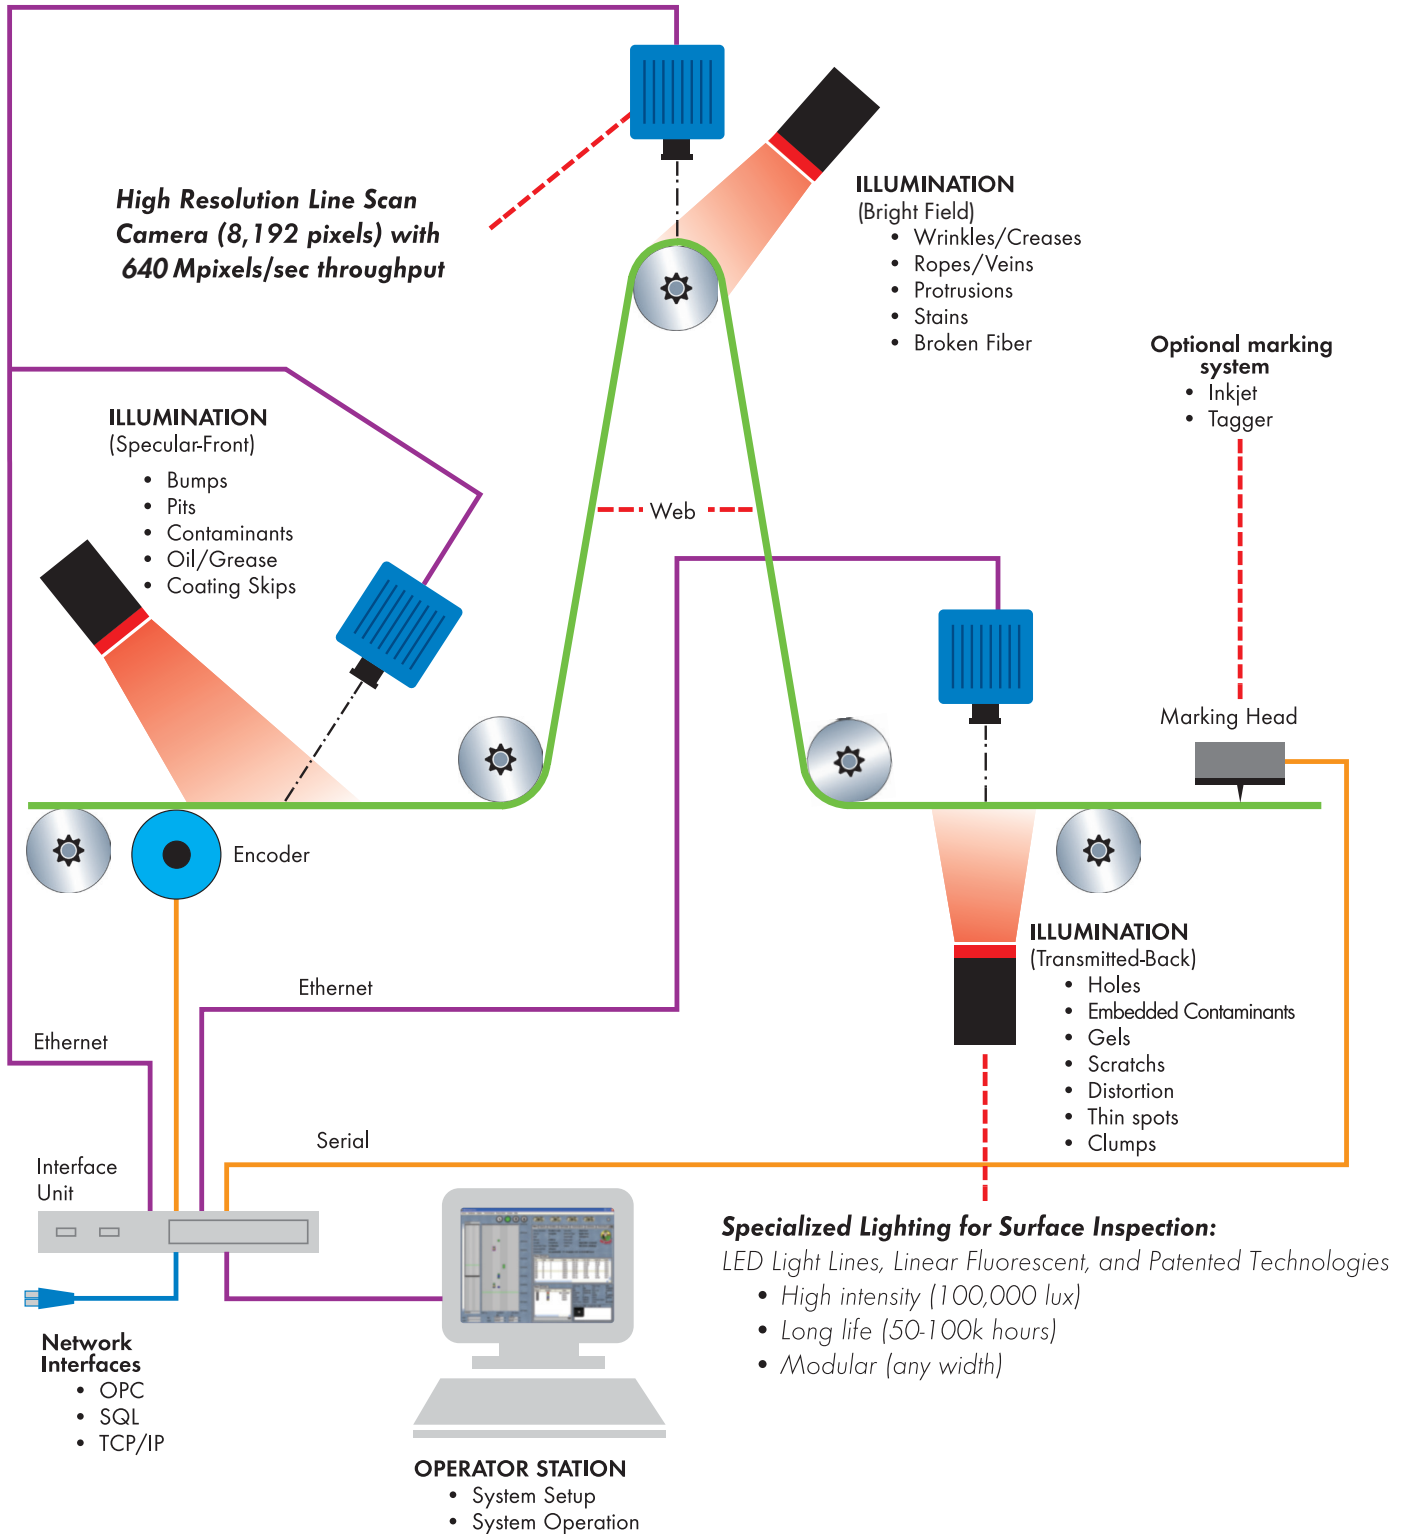 High Resolution Line Scan
Camera (8,192 pixels) with
640 Mpixels/sec throughput
ILLUMINATION
(Bright Field)
• Wrinkles/Creases
• Ropes/Veins
• Protrusions
• Stains
• Broken Fiber
Optional marking
system
• Inkjet
• Tagger
ILLUMINATION
(Specular-Front)
• Bumps
• Pits
• Contaminants
• Oil/Grease
• Coating Skips
Web
Marking Head
Encoder
ILLUMINATION
(Transmitted-Back)
• Holes
• Embedded Contaminants
• Gels
• Scratchs
• Distortion
• Thin spots
• Clumps
Ethernet
Ethernet
Serial
Interface
Unit
Specialized Lighting for Surface Inspection:
LED Light Lines, Linear Fluorescent, and Patented Technologies
• High intensity (100,000 lux)
• Long life (50-100k hours)
• Modular (any width)
Network
Interfaces
• OPC
• SQL
• TCP/IP
OPERATOR STATION
• System Setup
• System Operation